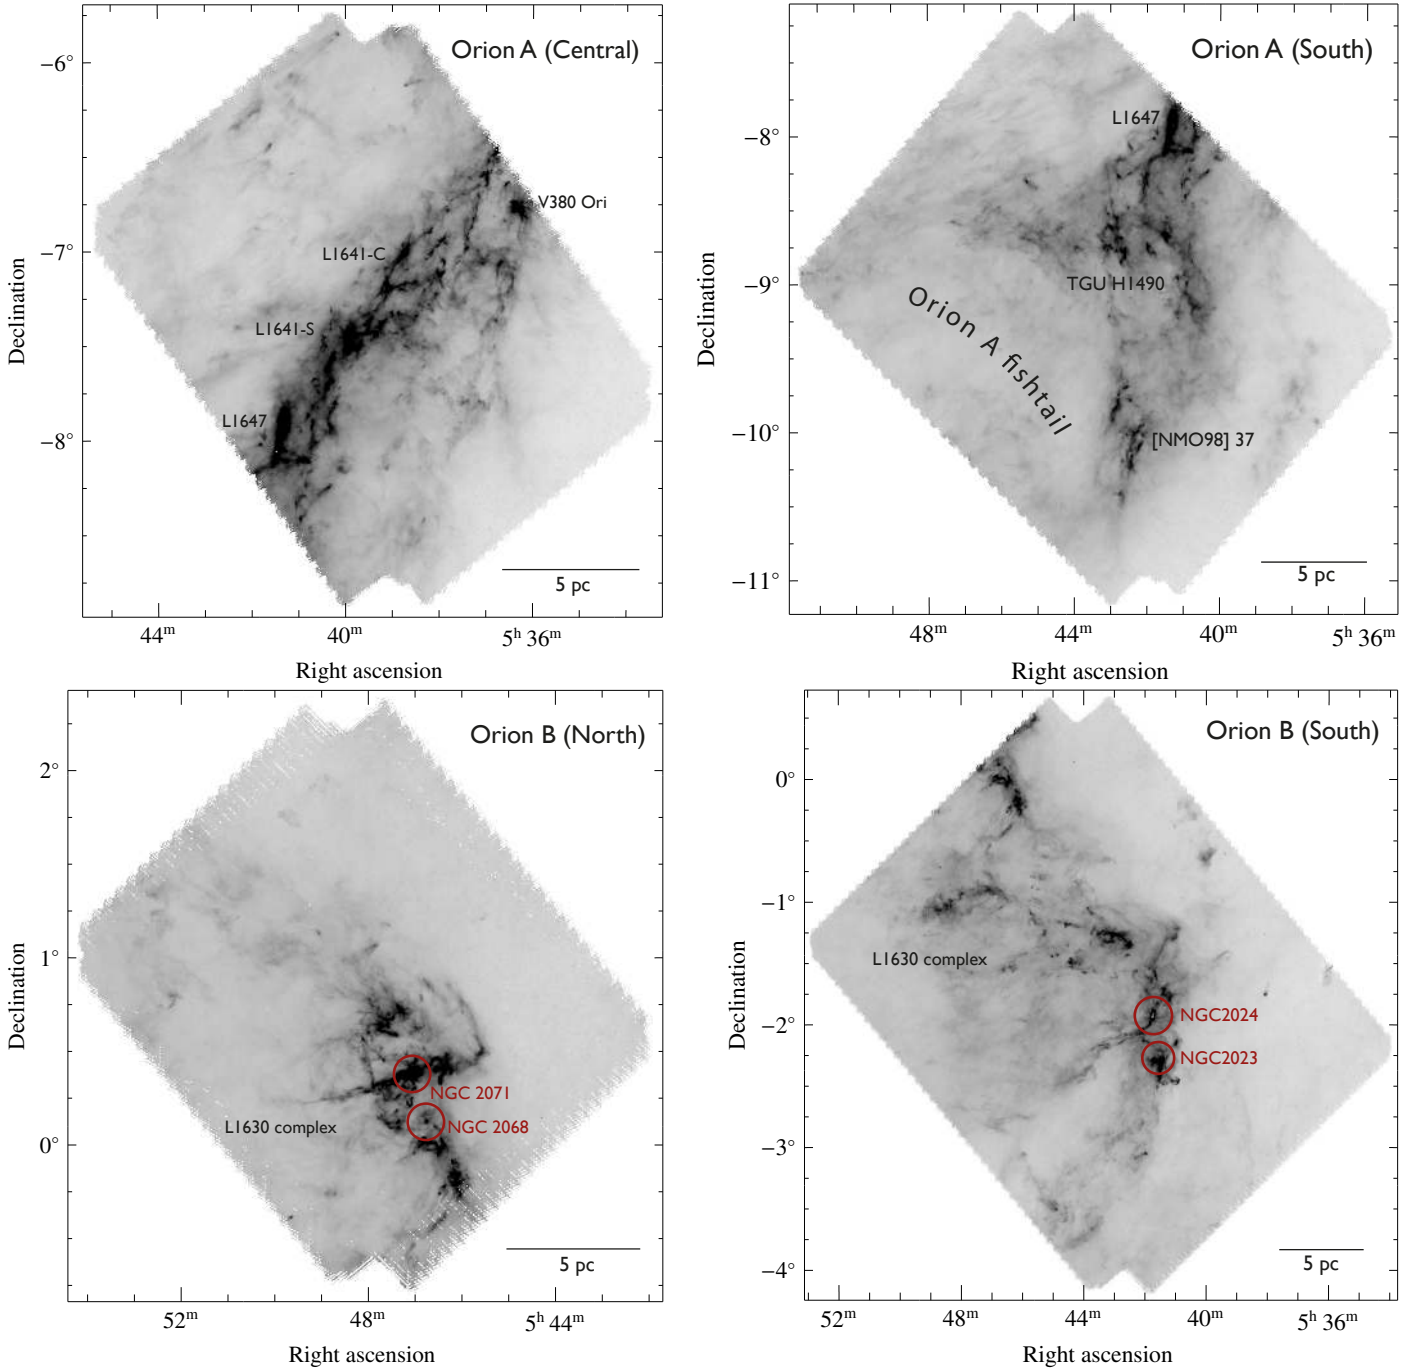 Orion A (Central)
−6°
−7°
−8°
V380 Ori
L1641-C
L1641-S
L1647
5 pc
44ᵐ
40ᵐ
5ʰ 36ᵐ
Right ascension
Declination
Orion A (South)
−8°
−9°
−10°
−11°
L1647
TGU H1490
Orion A fishtail
[NMO98] 37
5 pc
48ᵐ
44ᵐ
40ᵐ
5ʰ 36ᵐ
Right ascension
Declination
Orion B (North)
2°
1°
0°
NGC 2071
L1630 complex
NGC 2068
5 pc
52ᵐ
48ᵐ
5ʰ 44ᵐ
Right ascension
Declination
Orion B (South)
0°
−1°
−2°
−3°
−4°
L1630 complex
NGC2024
NGC2023
5 pc
52ᵐ
48ᵐ
44ᵐ
40ᵐ
5ʰ 36ᵐ
Right ascension
Declination